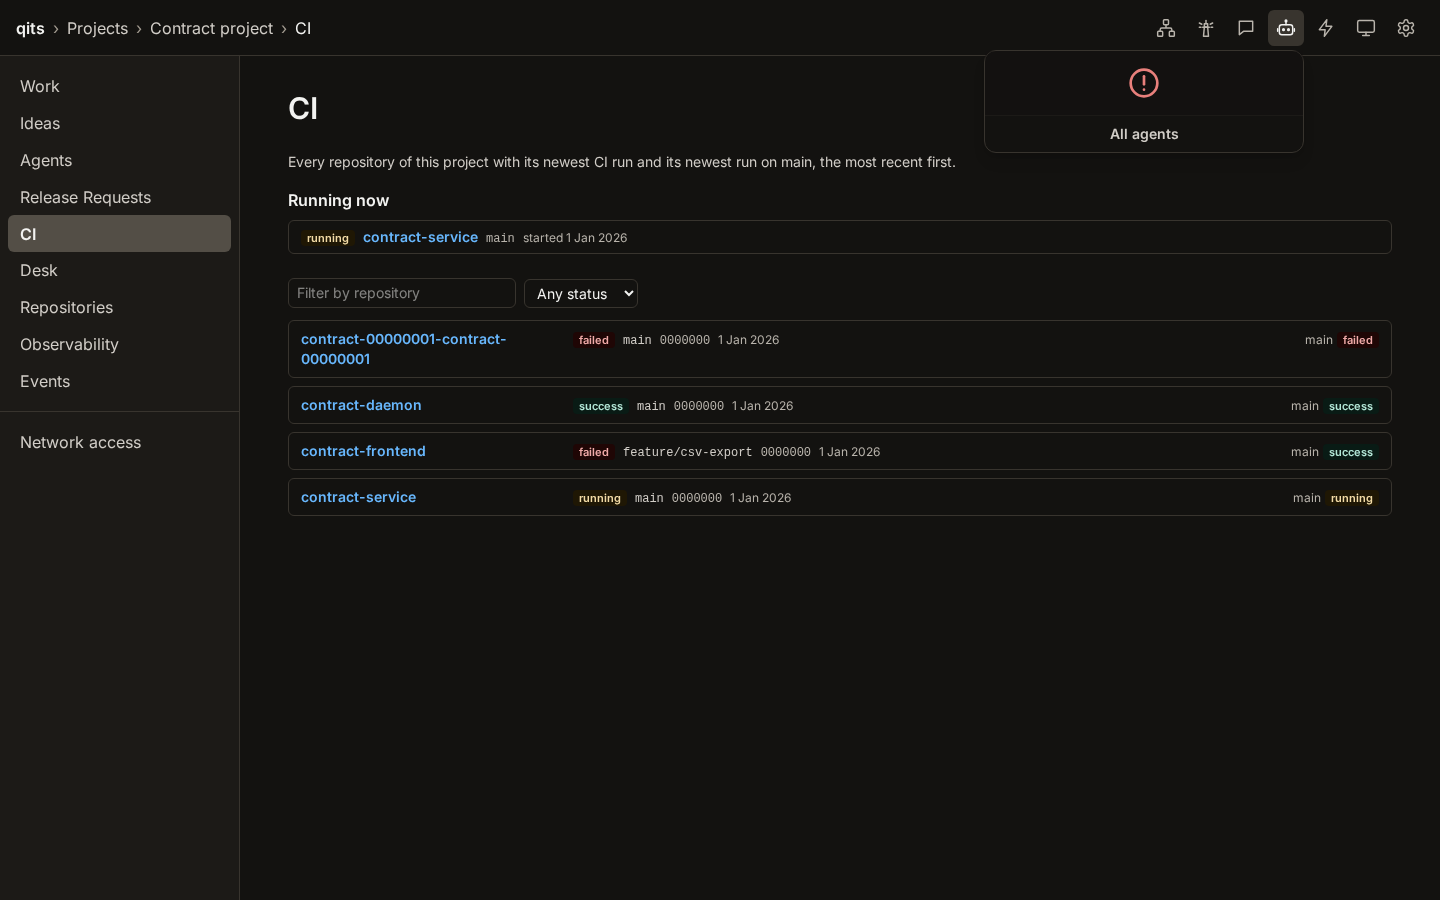 qits › Projects › Contract project › CI
All agents
Work
Ideas
Agents
Release Requests
CI
Desk
Repositories
Observability
Events
Network access
CI
Every repository of this project with its newest CI run and its newest run on main, the most recent first.
Running now
running contract-service main started 1 Jan 2026
Filter by repository Any status
contract-00000001-contract-
00000001
failed main 0000000 1 Jan 2026 main failed
contract-daemon success main 0000000 1 Jan 2026 main success
contract-frontend failed feature/csv-export 0000000 1 Jan 2026 main success
contract-service running main 0000000 1 Jan 2026 main running